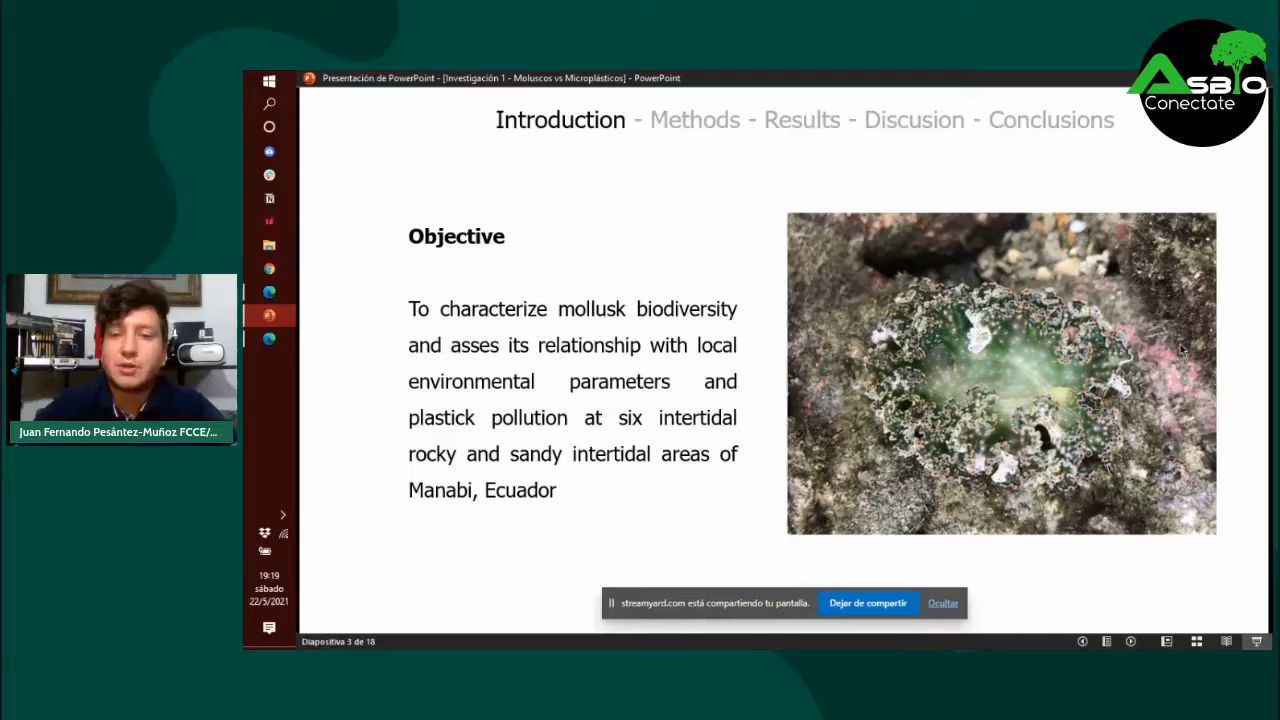 Presentación de PowerPoint - [Investigación 1 - Moluscos vs Microplásticos] - PowerPoint
ASBIO
Conectate
Introduction - Methods - Results - Discusion - Conclusions
Objective
To characterize mollusk biodiversity
and asses its relationship with local
environmental parameters and
plastick pollution at six intertidal
rocky and sandy intertidal areas of
Manabi, Ecuador
Juan Fernando Pesántez-Muñoz FCCE/...
19:19
sábado
22/5/2021
streamyard.com está compartiendo tu pantalla.
Dejar de compartir
Ocultar
Diapositiva 3 de 18